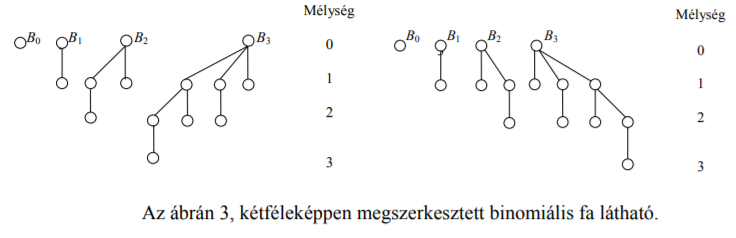 Mélység
B₀ B₁ B₂ B₃ 0
1
2
3
Mélység
B₀ B₁ B₂ B₃ 0
1
2
3
Az ábrán 3, kétféleképpen megszerkesztett binomiális fa látható.